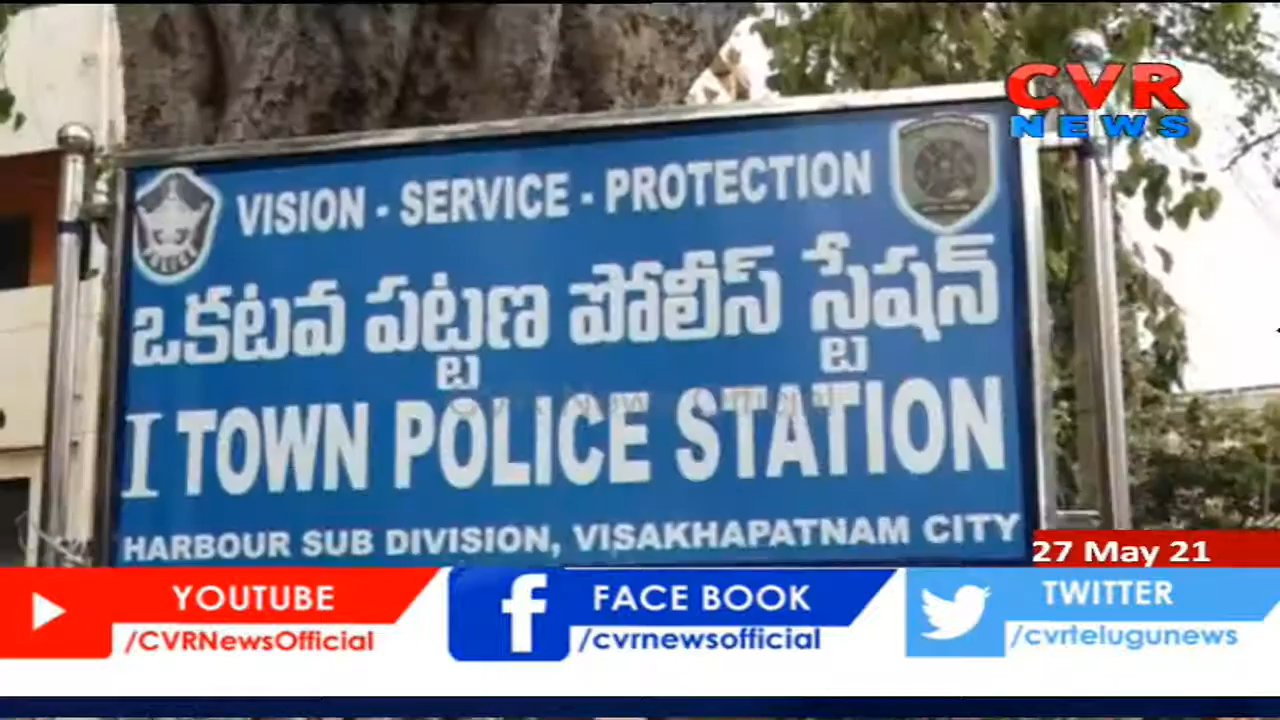 CVR
NEWS
VISION - SERVICE - PROTECTION
POLICE
ఒకటవ పట్టణ పోలీస్ స్టేషన్
I TOWN POLICE STATION
HARBOUR SUB DIVISION, VISAKHAPATNAM CITY
27 May 21
YOUTUBE
/CVRNewsOfficial
FACE BOOK
/cvrnewsofficial
TWITTER
/cvrtelugunews